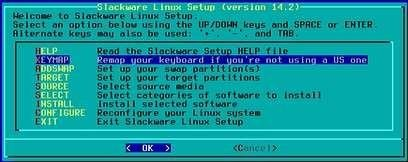 Slackware Linux Setup (version 14.2)
Welcome to Slackware Linux Setup.
Select an option below using the UP/DOWN keys and SPACE or ENTER.
Alternate keys may also be used: '+', '-', and TAB.
HELP Read the Slackware Setup HELP file
KEYMAP Remap your keyboard if you're not using a US one
ADDSWAP Set up your swap partition(s)
TARGET Set up your target partitions
SOURCE Select source media
SELECT Select categories of software to install
INSTALL Install selected software
CONFIGURE Reconfigure your Linux system
EXIT Exit Slackware Linux Setup
< OK > <Cancel>